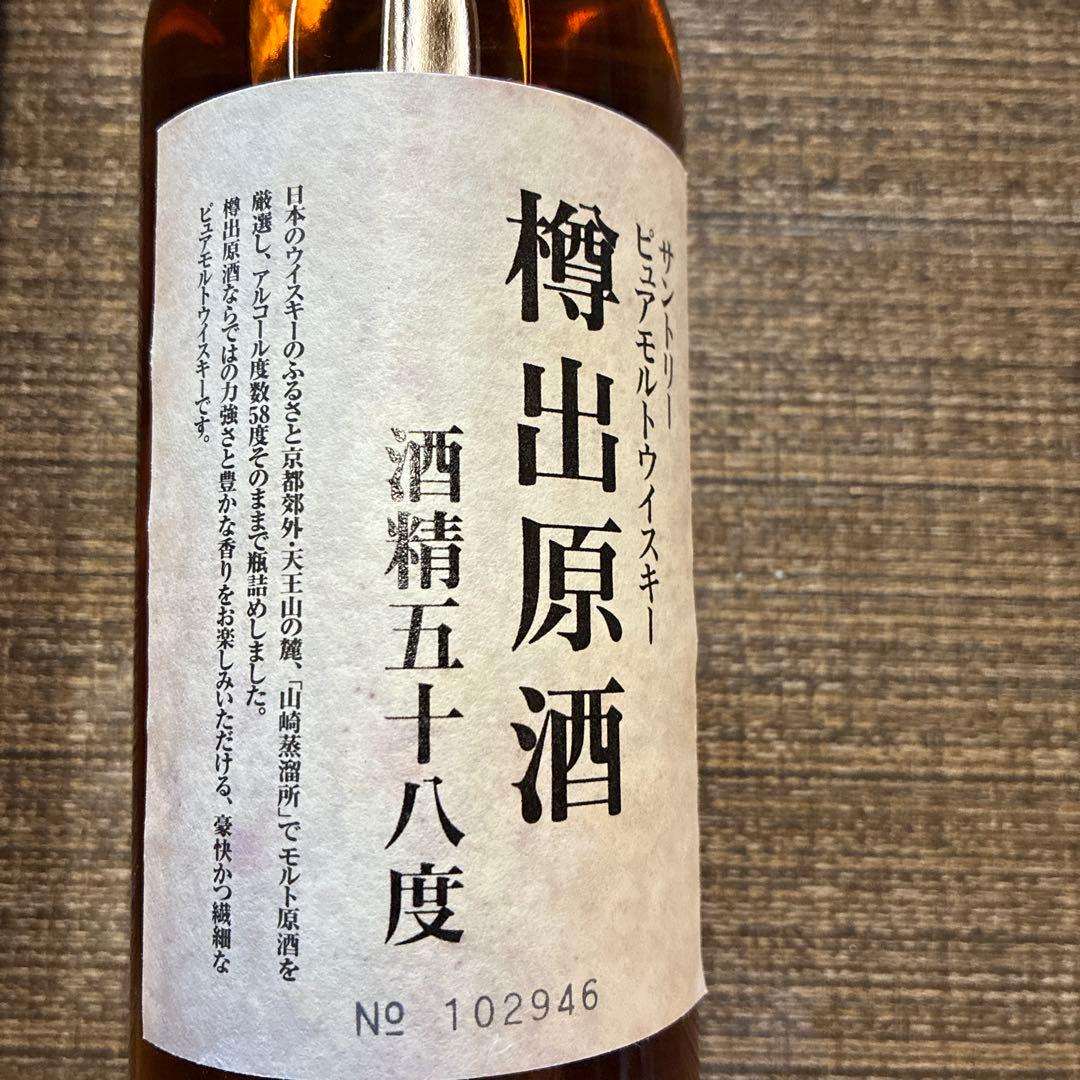 サントリー
ピュアモルトウイスキー
樽出原酒
酒精五十八度
日本のウイスキーのふるさと京都郊外・天王山の麓、「山崎蒸溜所」でモルト原酒を
厳選し、アルコール度数58度そのままで瓶詰めしました。
樽出原酒ならではの力強さと豊かな香りをお楽しみいただける、豪快かつ繊細な
ピュアモルトウイスキーです。
№ 102946